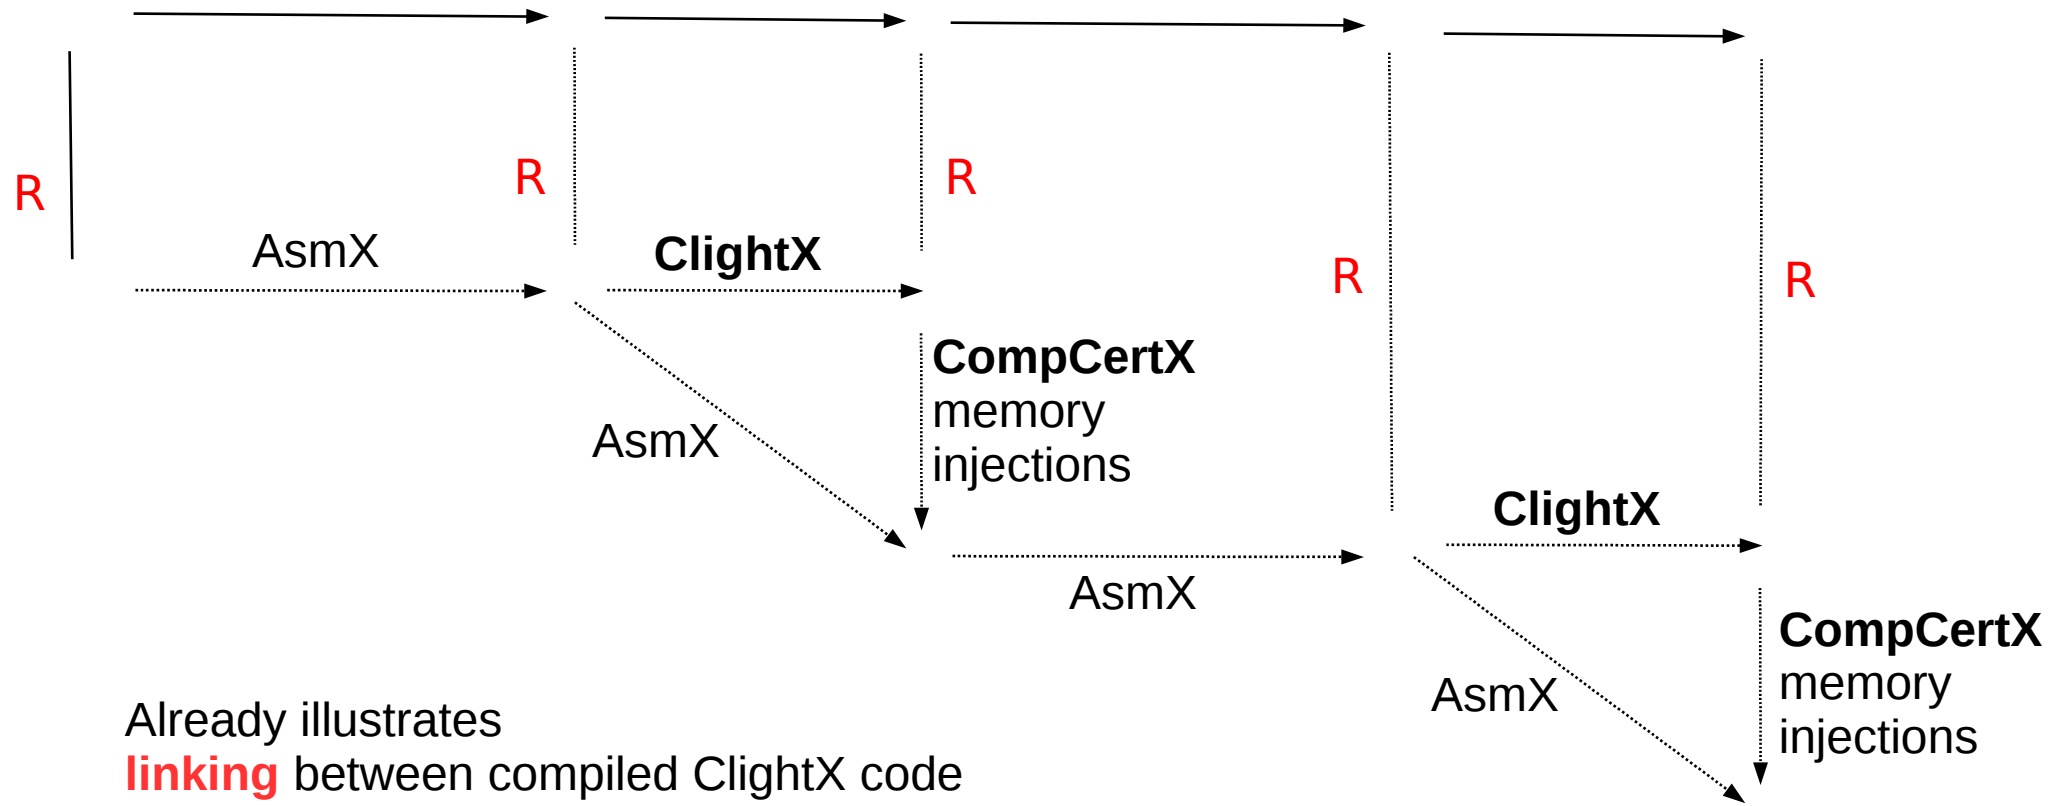 R
R
R
R
R
AsmX
ClightX
CompCertX
memory
injections
AsmX
AsmX
ClightX
CompCertX
memory
injections
AsmX
Already illustrates
linking between compiled ClightX code